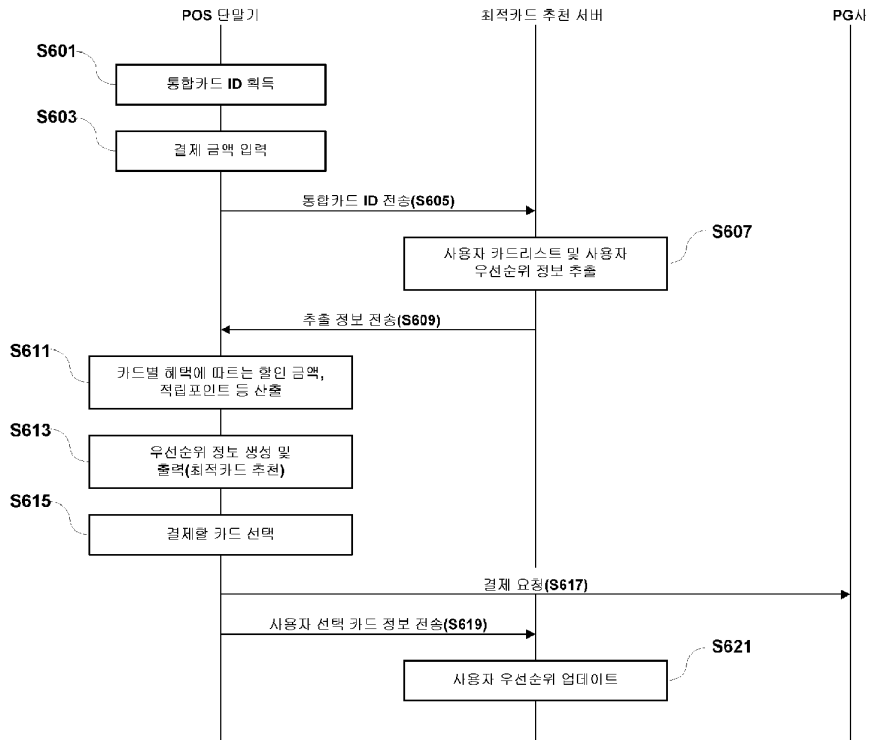 POS 단말기
최적카드 추천 서버
PG사
S601
통합카드 ID 획득
S603
결제 금액 입력
통합카드 ID 전송(S605)
S607
사용자 카드리스트 및 사용자
우선순위 정보 추출
추출 정보 전송(S609)
S611
카드별 혜택에 따르는 할인 금액,
적립포인트 등 산출
S613
우선순위 정보 생성 및
출력(최적카드 추천)
S615
결제할 카드 선택
결제 요청(S617)
사용자 선택 카드 정보 전송(S619)
S621
사용자 우선순위 업데이트